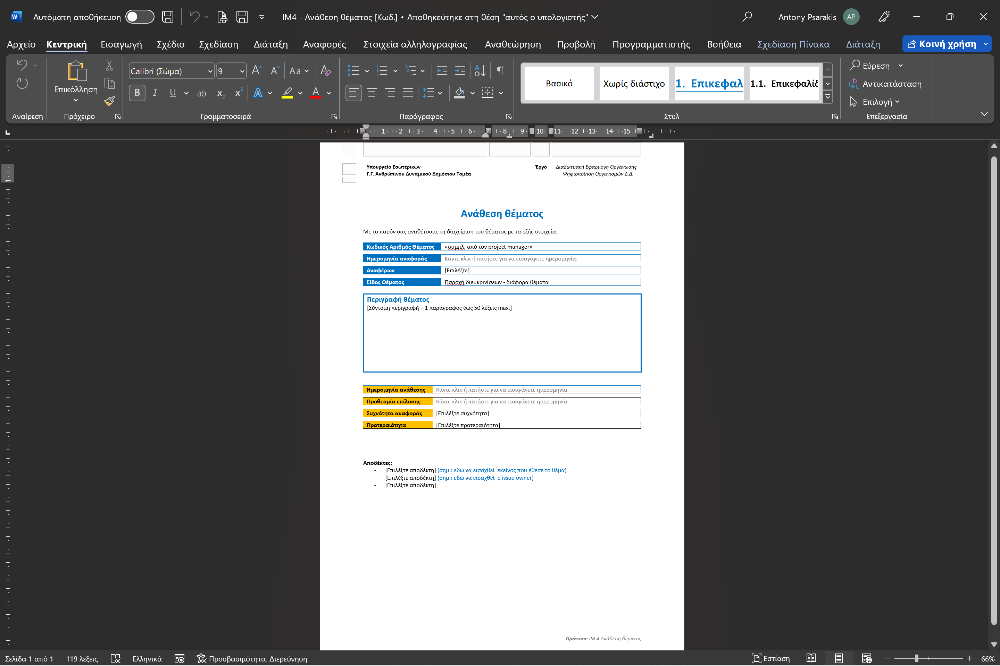 Αυτόματη αποθήκευση
IM4 - Ανάθεση θέματος [Κωδ.] • Αποθηκεύτηκε στη θέση "αυτός ο υπολογιστής"
Antony Psarakis AP
Αρχείο Κεντρική Εισαγωγή Σχέδιο Σχεδίαση Διάταξη Αναφορές Στοιχεία αλληλογραφίας Αναθεώρηση Προβολή Προγραμματιστής Βοήθεια Σχεδίαση Πίνακα Διάταξη Κοινή χρήση
Επικόλληση
Calibri (Σώμα) 9
Βασικό Χωρίς διάστιχο 1. Επικεφαλ 1.1. Επικεφαλίδ
Εύρεση
Αντικατάσταση
Επιλογή
Αναίρεση Πρόχειρο Γραμματοσειρά Παράγραφος Στυλ Επεξεργασία
1 2 3 4 5 6 7 8 9 10 11 12 13 14 15
Υπουργείο Εσωτερικών
Γ.Γ. Ανθρώπινου Δυναμικού Δημόσιου Τομέα
Έργο
Διαδικτυακή Εφαρμογή Οργάνωσης
– Ψηφιοποίηση Οργανισμών Δ.Δ.
Ανάθεση θέματος
Με το παρόν σας αναθέτουμε τη διαχείριση του θέματος με τα εξής στοιχεία:
Κωδικός Αριθμός Θέματος «συμπλ. από τον project manager»
Ημερομηνία αναφοράς Κάντε κλικ ή πατήστε για να εισαγάγετε ημερομηνία.
Αναφέρων [Επιλέξτε]
Είδος Θέματος Παρόχή διευκρινίσεων - διάφορα θέματα
Περιγραφή θέματος
[Σύντομη περιγραφή – 1 παράγραφος έως 50 λέξεις max.]
Ημερομηνία ανάθεσης Κάντε κλικ ή πατήστε για να εισαγάγετε ημερομηνία.
Προθεσμία επίλυσης Κάντε κλικ ή πατήστε για να εισαγάγετε ημερομηνία.
Συχνότητα αναφοράς [Επιλέξτε συχνότητα]
Προτεραιότητα [Επιλέξτε προτεραιότητα]
Αποδέκτες:
- [Επιλέξτε αποδέκτη] (σημ.: εδώ να εισαχθεί εκείνος που έθεσε το θέμα)
- [Επιλέξτε αποδέκτη] (σημ.: εδώ να εισαχθεί ο issue owner)
- [Επιλέξτε αποδέκτη]
Πρότυπο: IM.4 Ανάθεση θέματος
Σελίδα 1 από 1 119 λέξεις Ελληνικά Προσβασιμότητα: Διερεύνηση Εστίαση 66%